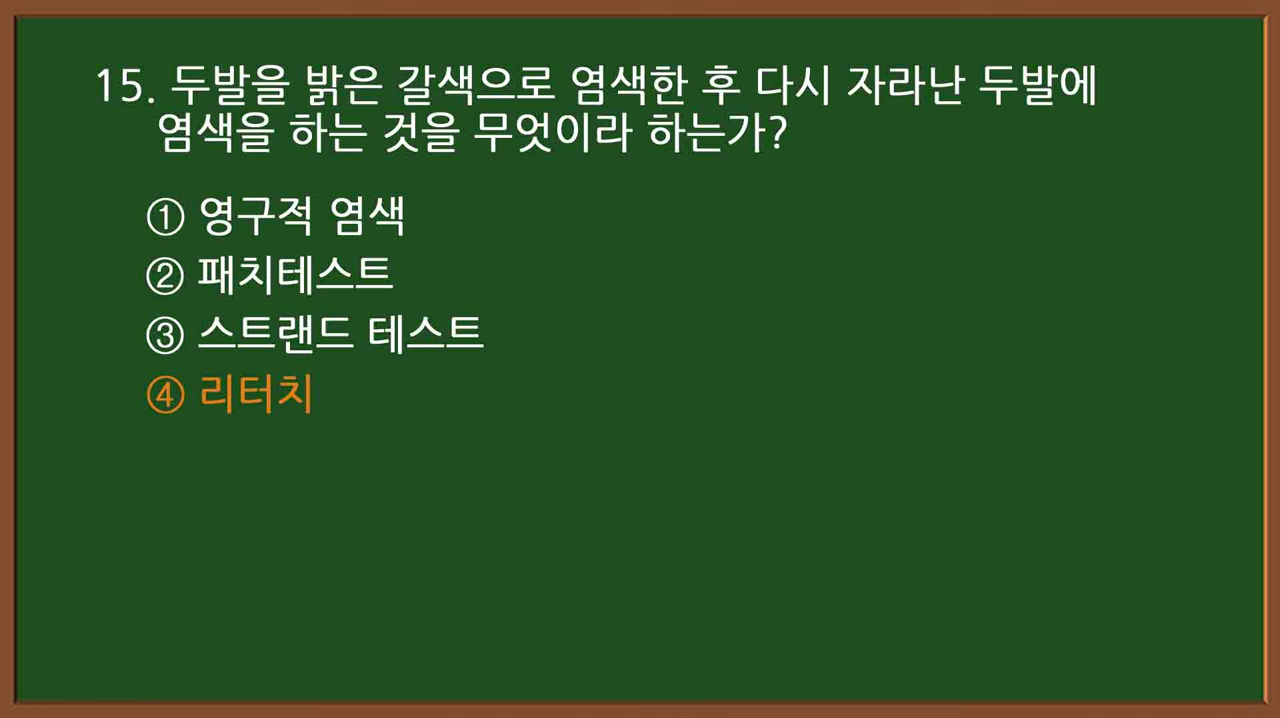 15. 두발을 밝은 갈색으로 염색한 후 다시 자라난 두발에
염색을 하는 것을 무엇이라 하는가?
① 영구적 염색
② 패치테스트
③ 스트랜드 테스트
④ 리터치